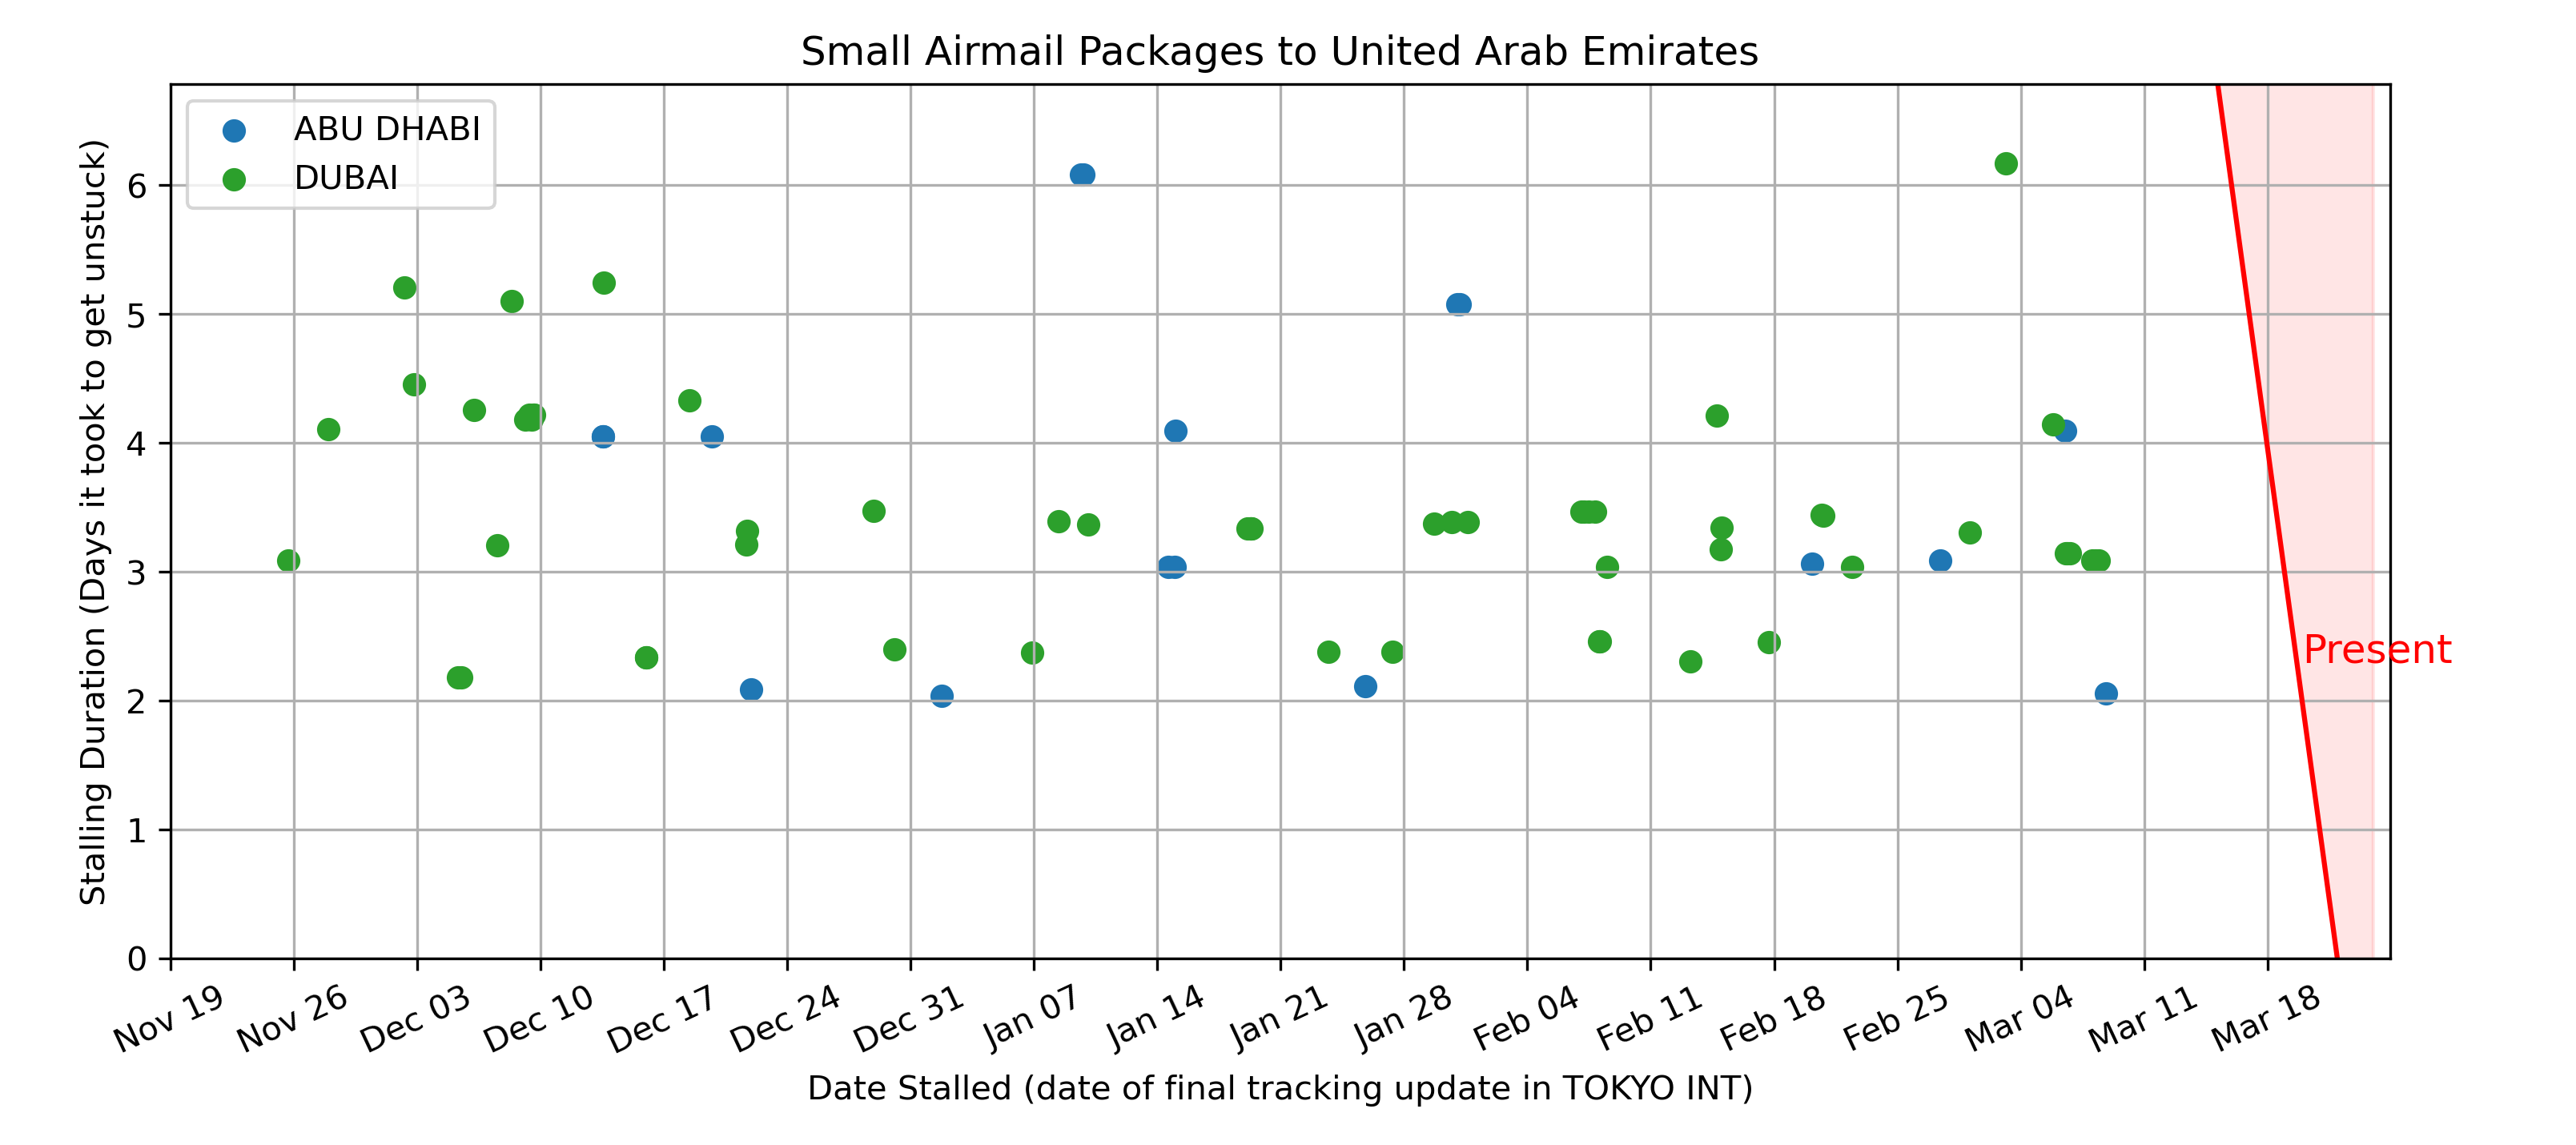 Small Airmail Packages to United Arab Emirates
ABU DHABI
DUBAI
Stalling Duration (Days it took to get unstuck)
6
5
4
3
2
1
0
Present
Nov 19
Nov 26
Dec 03
Dec 10
Dec 17
Dec 24
Dec 31
Jan 07
Jan 14
Jan 21
Jan 28
Feb 04
Feb 11
Feb 18
Feb 25
Mar 04
Mar 11
Mar 18
Date Stalled (date of final tracking update in TOKYO INT)